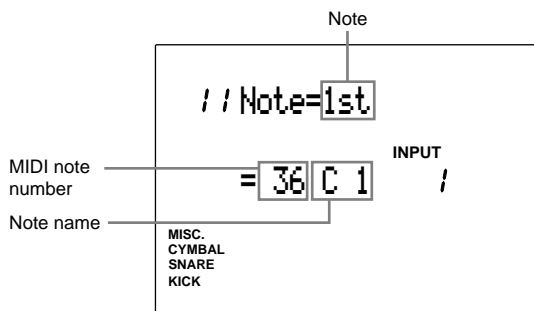 Note
11 Note=1st
MIDI note
number
= 36 C 1
INPUT
1
Note name
MISC.
CYMBAL
SNARE
KICK